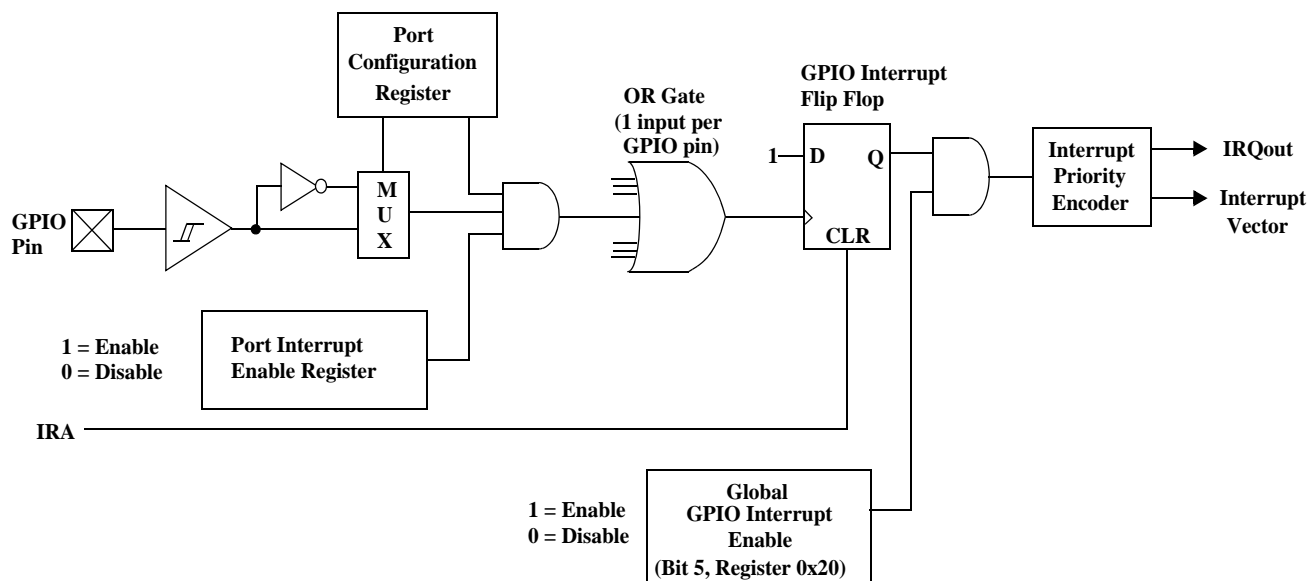 Port
Configuration
Register
OR Gate
(1 input per
GPIO pin)
GPIO Interrupt
Flip Flop
GPIO
Pin
M
U
X
1
D
Q
CLR
Interrupt
Priority
Encoder
IRQout
Interrupt
Vector
1 = Enable
0 = Disable
Port Interrupt
Enable Register
IRA
1 = Enable
0 = Disable
Global
GPIO Interrupt
Enable
(Bit 5, Register 0x20)